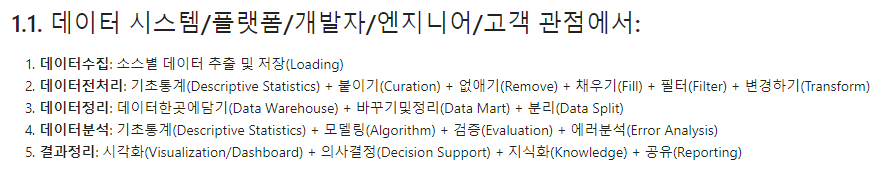 1.1. 데이터 시스템/플랫폼/개발자/엔지니어/고객 관점에서:
1. 데이터수집: 소스별 데이터 추출 및 저장(Loading)
2. 데이터전처리: 기초통계(Descriptive Statistics) + 붙이기(Curation) + 없애기(Remove) + 채우기(Fill) + 필터(Filter) + 변경하기(Transform)
3. 데이터정리: 데이터한곳에담기(Data Warehouse) + 바꾸기및정리(Data Mart) + 분리(Data Split)
4. 데이터분석: 기초통계(Descriptive Statistics) + 모델링(Algorithm) + 검증(Evaluation) + 에러분석(Error Analysis)
5. 결과정리: 시각화(Visualization/Dashboard) + 의사결정(Decision Support) + 지식화(Knowledge) + 공유(Reporting)